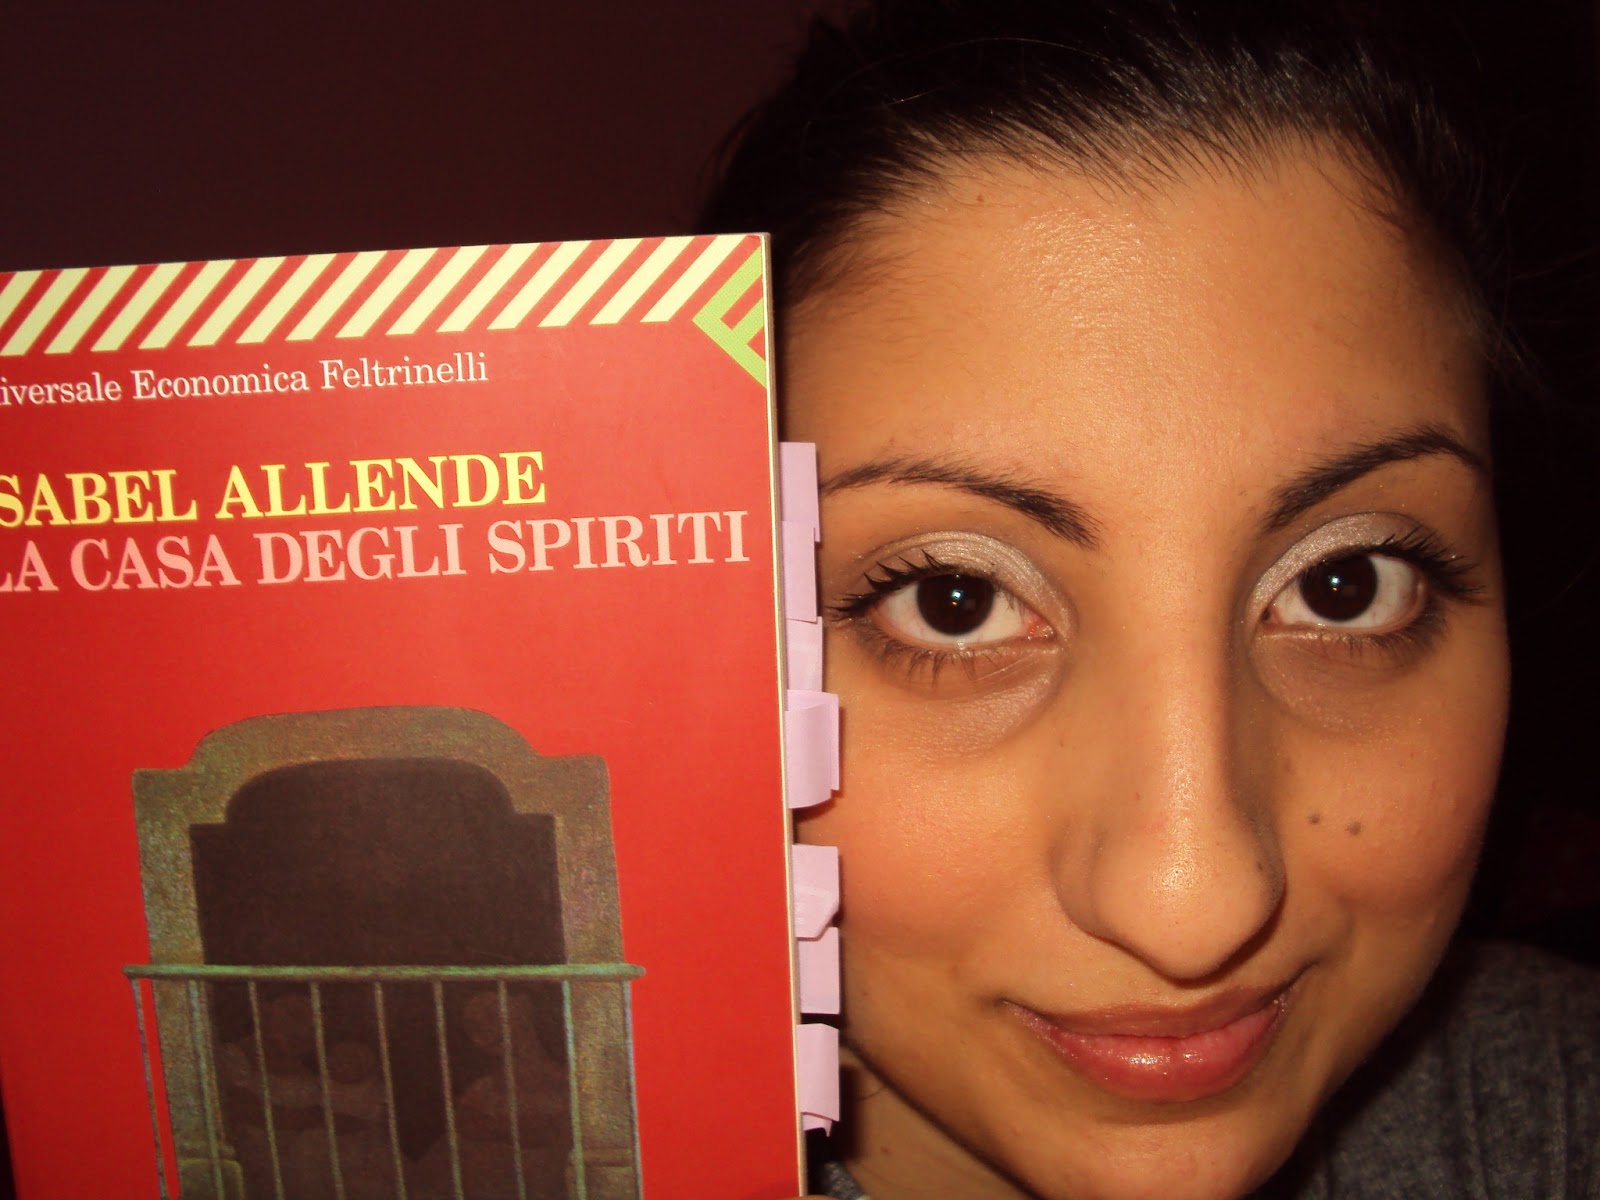 iversale Economica Feltrinelli
SABEL ALLENDE
LA CASA DEGLI SPIRITI